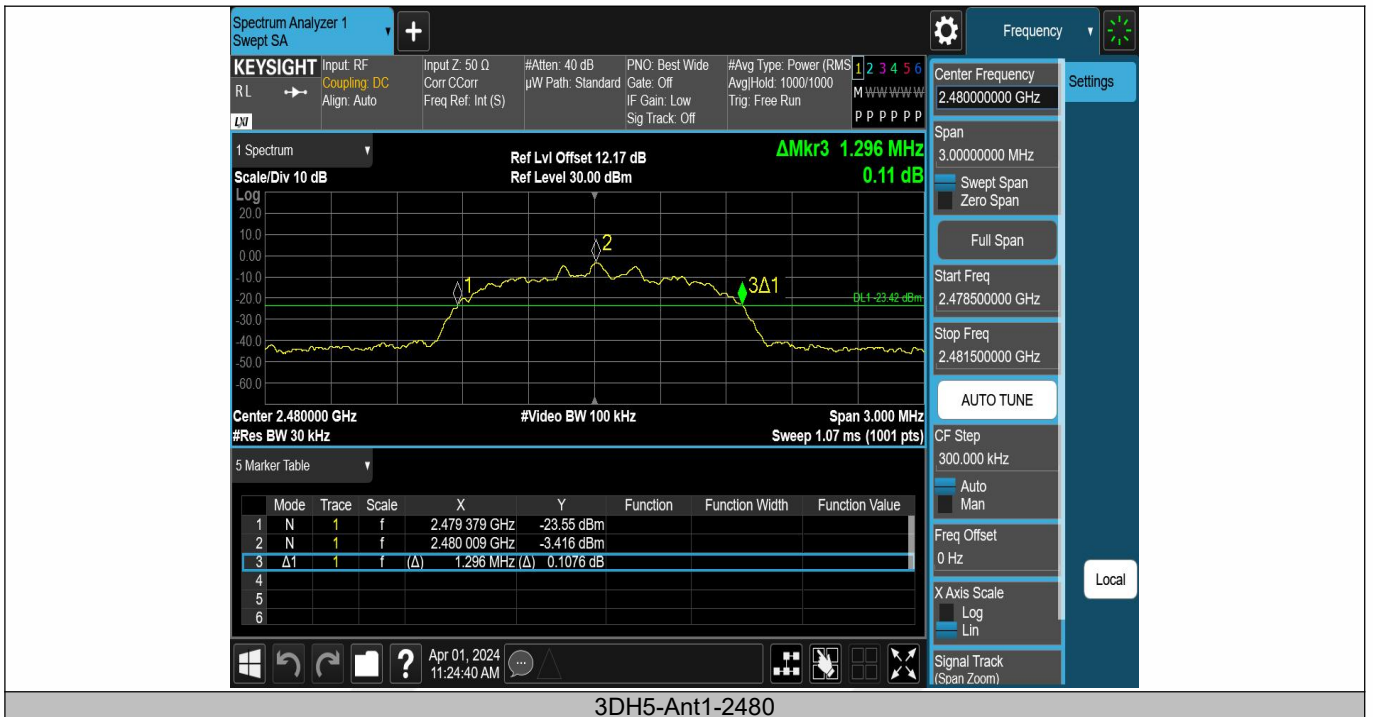 Spectrum Analyzer 1
Swept SA
+
Frequency
KEYSIGHT
RL
LXI
Input: RF
Coupling: DC
Align: Auto
Input Z: 50 Ω
Corr CCorr
Freq Ref: Int (S)
#Atten: 40 dB
µW Path: Standard
PNO: Best Wide
Gate: Off
IF Gain: Low
Sig Track: Off
#Avg Type: Power (RMS
Avg|Hold: 1000/1000
Trig: Free Run
1 2 3 4 5 6
M W W W W W
P P P P P P
1 Spectrum
Scale/Div 10 dB
Log
Ref Lvl Offset 12.17 dB
Ref Level 30.00 dBm
ΔMkr3 1.296 MHz
0.11 dB
20.0
10.0
0.00
-10.0
-20.0
-30.0
-40.0
-50.0
-60.0
1
2
3Δ1
DL1 -23.42 dBm
Center 2.480000 GHz
#Res BW 30 kHz
#Video BW 100 kHz
Span 3.000 MHz
Sweep 1.07 ms (1001 pts)
5 Marker Table
Mode Trace Scale X Y Function Function Width Function Value
1 N 1 f 2.479 379 GHz -23.55 dBm
2 N 1 f 2.480 009 GHz -3.416 dBm
3 Δ1 1 f (Δ) 1.296 MHz (Δ) 0.1076 dB
4
5
6
?
Apr 01, 2024
11:24:40 AM
Center Frequency
2.480000000 GHz
Settings
Span
3.00000000 MHz
Swept Span
Zero Span
Full Span
Start Freq
2.478500000 GHz
Stop Freq
2.481500000 GHz
AUTO TUNE
CF Step
300.000 kHz
Auto
Man
Freq Offset
0 Hz
X Axis Scale
Log
Lin
Local
Signal Track
(Span Zoom)
3DH5-Ant1-2480